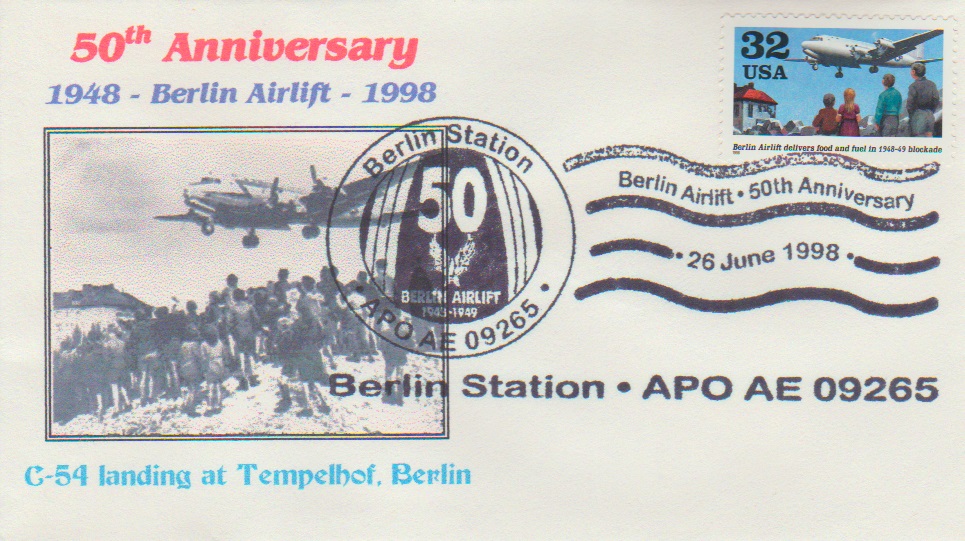 50th Anniversary
1948 - Berlin Airlift - 1998
32
USA
Berlin Airlift delivers food and fuel in 1948-49 blockade
Berlin Station
50
BERLIN AIRLIFT
1948-1949
• APO AE 09265 •
Berlin Airlift • 50th Anniversary
• 26 June 1998 •
Berlin Station • APO AE 09265
C-54 landing at Tempelhof, Berlin